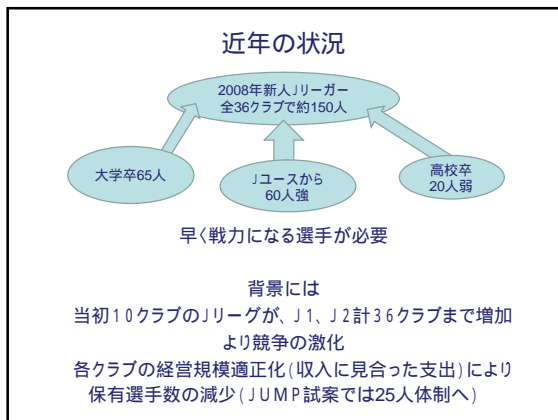 近年の状況
2008年新人Jリーガー
全36クラブで約150人
大学卒65人
Jユースから
60人強
高校卒
20人弱
早く戦力になる選手が必要
背景には
当初10クラブのJリーグが、J1、J2計36クラブまで増加
より競争の激化
各クラブの経営規模適正化(収入に見合った支出)により
保有選手数の減少(JUMP試案では25人体制へ)